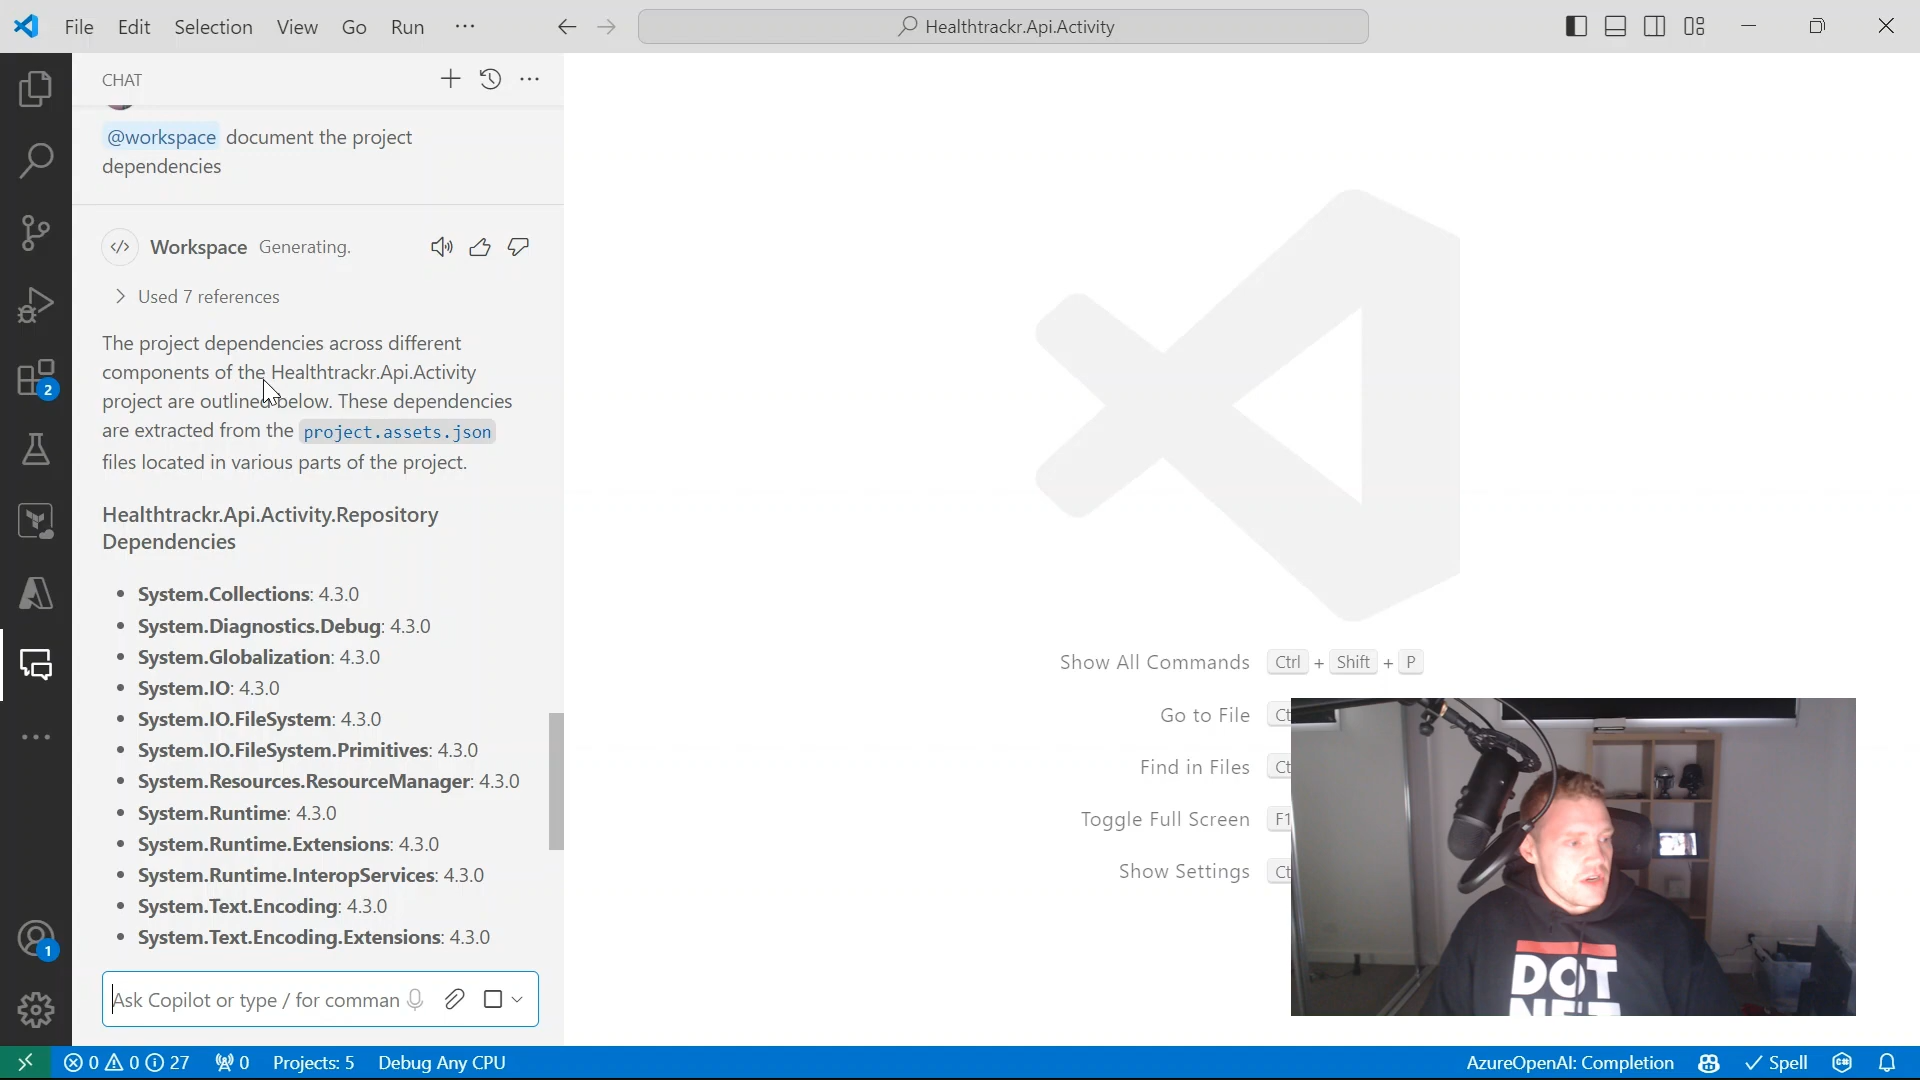 File Edit Selection View Go Run ··· Healthtrackr.Api.Activity
CHAT
@workspace document the project
dependencies
Workspace Generating.
Used 7 references
The project dependencies across different
components of the Healthtrackr.Api.Activity
project are outlined below. These dependencies
are extracted from the project.assets.json
files located in various parts of the project.
Healthtrackr.Api.Activity.Repository
Dependencies
• System.Collections: 4.3.0
• System.Diagnostics.Debug: 4.3.0
• System.Globalization: 4.3.0
• System.IO: 4.3.0
• System.IO.FileSystem: 4.3.0
• System.IO.FileSystem.Primitives: 4.3.0
• System.Resources.ResourceManager: 4.3.0
• System.Runtime: 4.3.0
• System.Runtime.Extensions: 4.3.0
• System.Runtime.InteropServices: 4.3.0
• System.Text.Encoding: 4.3.0
• System.Text.Encoding.Extensions: 4.3.0
Ask Copilot or type / for comman
2
1
Show All Commands Ctrl + Shift + P
Go to File Ct
Find in Files Ct
Toggle Full Screen F1
Show Settings Ct
DOT
NET
0 0 27 0 Projects: 5 Debug Any CPU AzureOpenAI: Completion Spell